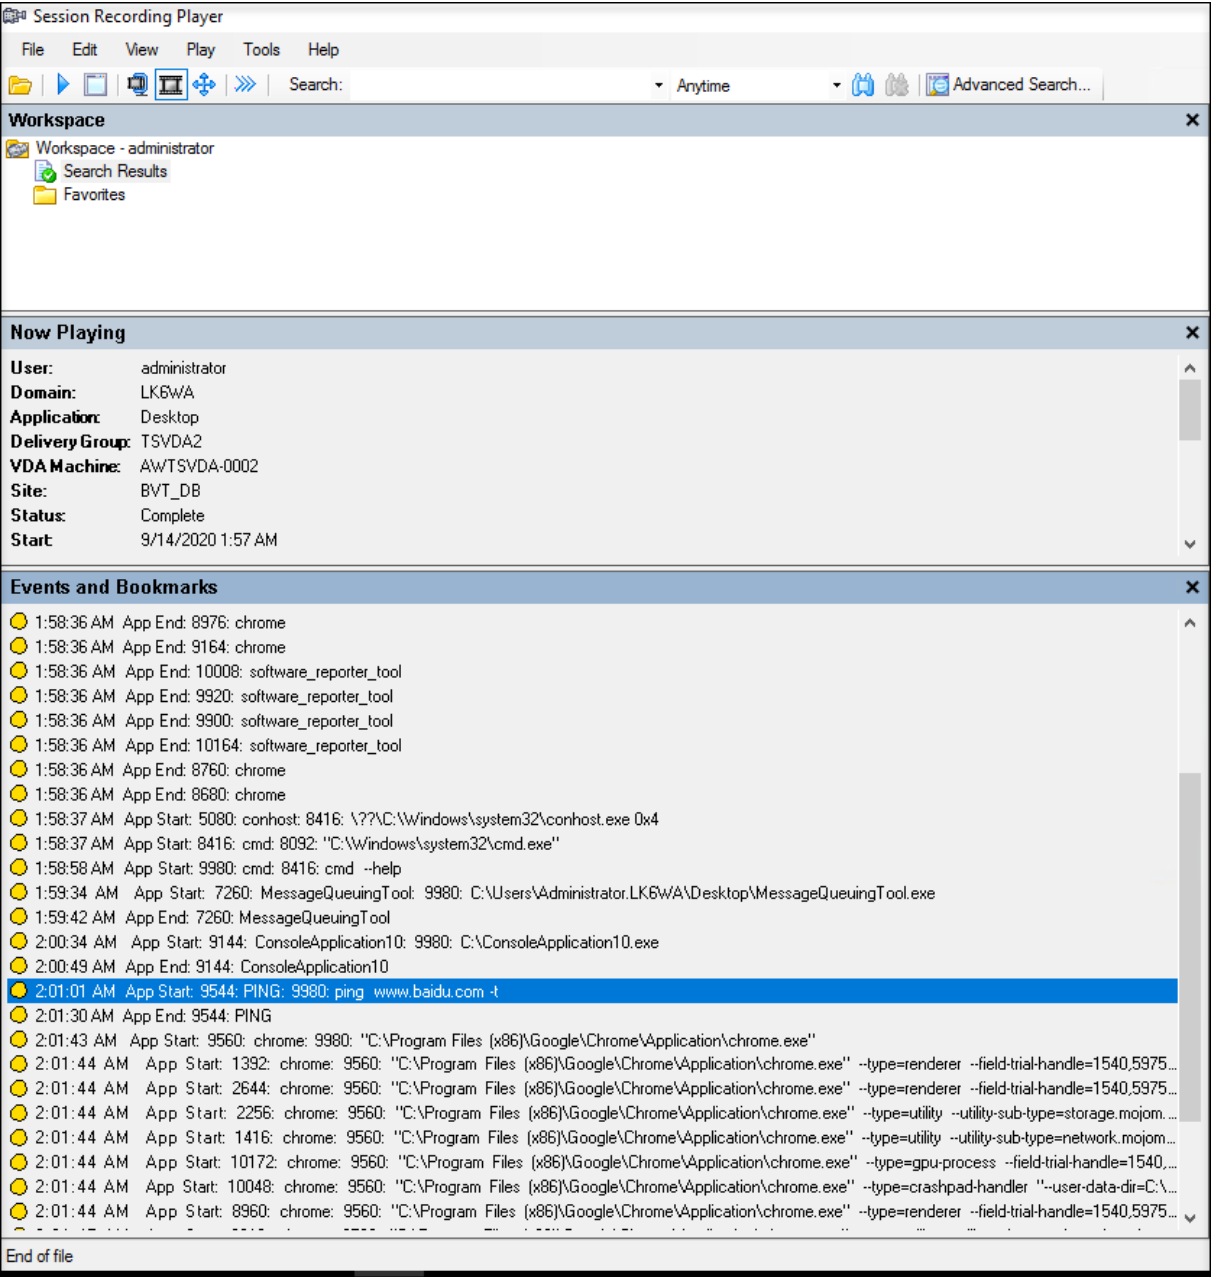 Session Recording Player
File Edit View Play Tools Help
Search: Anytime Advanced Search...
Workspace
Workspace - administrator
Search Results
Favorites
Now Playing
User: administrator
Domain: LK6WA
Application: Desktop
Delivery Group: TSVDA2
VDA Machine: AWTSVDA-0002
Site: BVT_DB
Status: Complete
Start: 9/14/2020 1:57 AM
Events and Bookmarks
1:58:36 AM App End: 8976: chrome
1:58:36 AM App End: 9164: chrome
1:58:36 AM App End: 10008: software_reporter_tool
1:58:36 AM App End: 9920: software_reporter_tool
1:58:36 AM App End: 9900: software_reporter_tool
1:58:36 AM App End: 10164: software_reporter_tool
1:58:36 AM App End: 8760: chrome
1:58:36 AM App End: 8680: chrome
1:58:37 AM App Start: 5080: conhost: 8416: \??\C:\Windows\system32\conhost.exe 0x4
1:58:37 AM App Start: 8416: cmd: 8092: "C:\Windows\system32\cmd.exe"
1:58:58 AM App Start: 9980: cmd: 8416: cmd --help
1:59:34 AM App Start: 7260: MessageQueuingTool: 9980: C:\Users\Administrator.LK6WA\Desktop\MessageQueuingTool.exe
1:59:42 AM App End: 7260: MessageQueuingTool
2:00:34 AM App Start: 9144: ConsoleApplication10: 9980: C:\ConsoleApplication10.exe
2:00:49 AM App End: 9144: ConsoleApplication10
2:01:01 AM App Start: 9544: PING: 9980: ping www.baidu.com -t
2:01:30 AM App End: 9544: PING
2:01:43 AM App Start: 9560: chrome: 9980: "C:\Program Files (x86)\Google\Chrome\Application\chrome.exe"
2:01:44 AM App Start: 1392: chrome: 9560: "C:\Program Files (x86)\Google\Chrome\Application\chrome.exe" --type=renderer --field-trial-handle=1540,5975...
2:01:44 AM App Start: 2644: chrome: 9560: "C:\Program Files (x86)\Google\Chrome\Application\chrome.exe" --type=renderer --field-trial-handle=1540,5975...
2:01:44 AM App Start: 2256: chrome: 9560: "C:\Program Files (x86)\Google\Chrome\Application\chrome.exe" --type=utility --utility-sub-type=storage.mojom....
2:01:44 AM App Start: 1416: chrome: 9560: "C:\Program Files (x86)\Google\Chrome\Application\chrome.exe" --type=utility --utility-sub-type=network.mojom...
2:01:44 AM App Start: 10172: chrome: 9560: "C:\Program Files (x86)\Google\Chrome\Application\chrome.exe" --type=gpu-process --field-trial-handle=1540,...
2:01:44 AM App Start: 10048: chrome: 9560: "C:\Program Files (x86)\Google\Chrome\Application\chrome.exe" --type=crashpad-handler "--user-data-dir=C:\...
2:01:44 AM App Start: 8960: chrome: 9560: "C:\Program Files (x86)\Google\Chrome\Application\chrome.exe" --type=renderer --field-trial-handle=1540,5975...
End of file